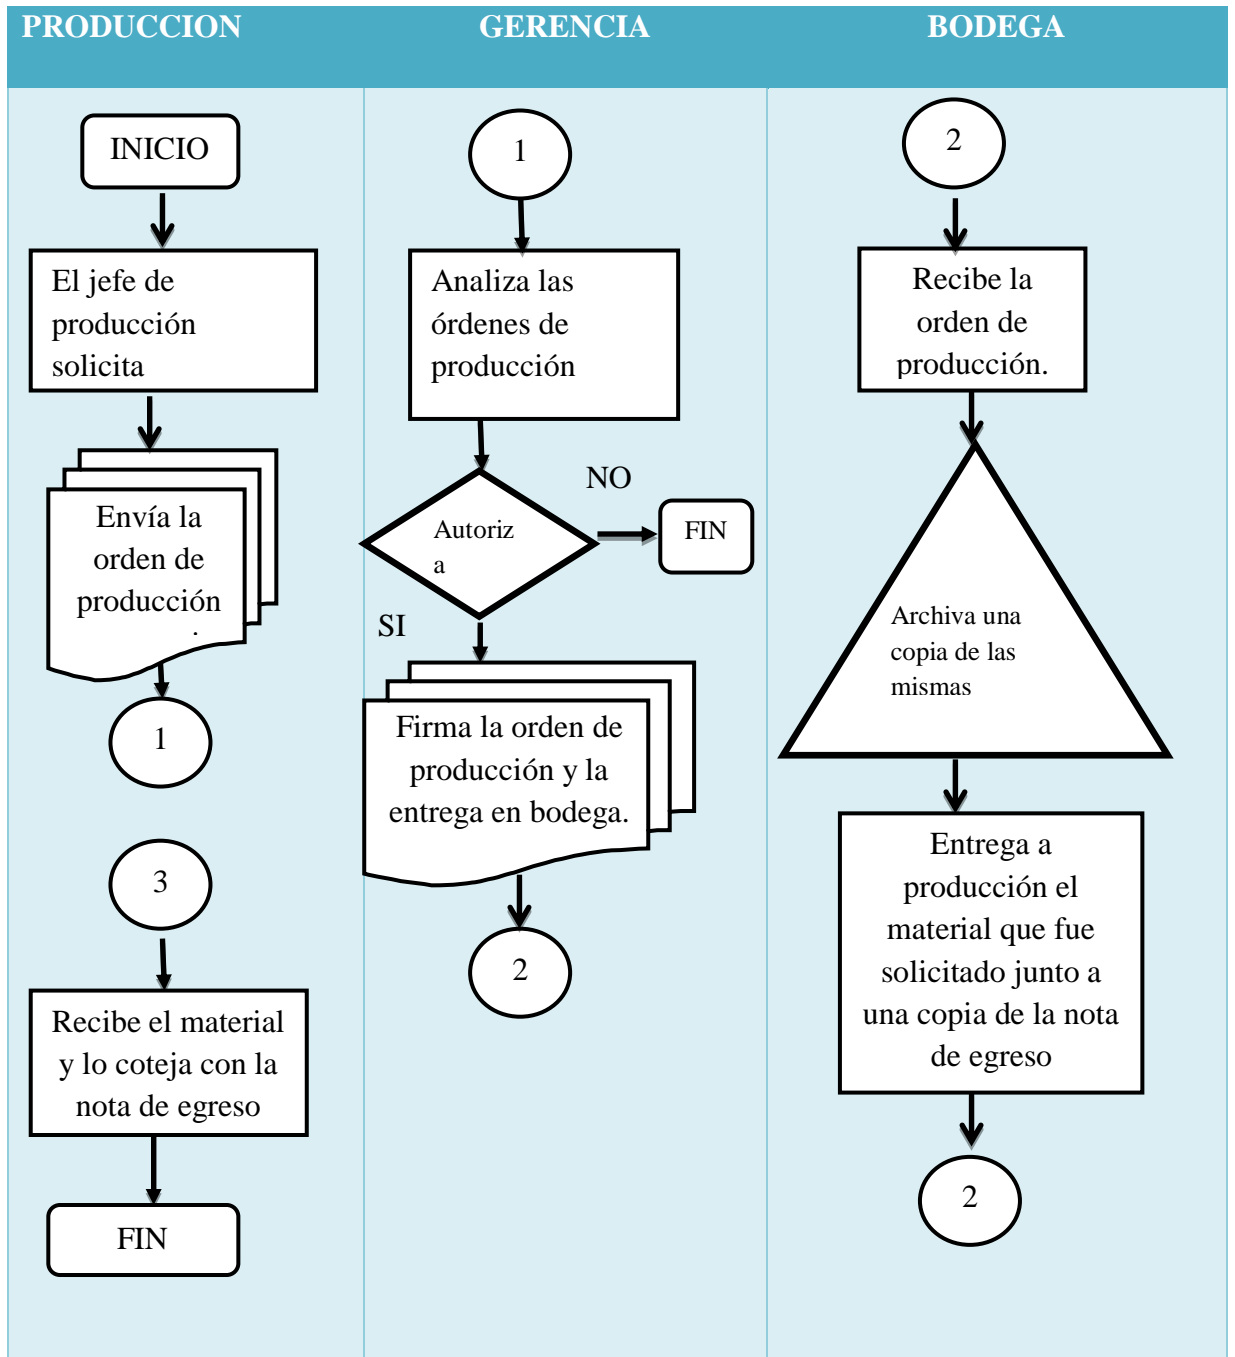 PRODUCCION
GERENCIA
BODEGA
INICIO
El jefe de
producción
solicita
Envía la
orden de
producción
1
3
Recibe el material
y lo coteja con la
nota de egreso
FIN
1
Analiza las
órdenes de
producción
Autoriz
a
NO
FIN
SI
Firma la orden de
producción y la
entrega en bodega.
2
2
Recibe la
orden de
producción.
Archiva una
copia de las
mismas
Entrega a
producción el
material que fue
solicitado junto a
una copia de la nota
de egreso
2